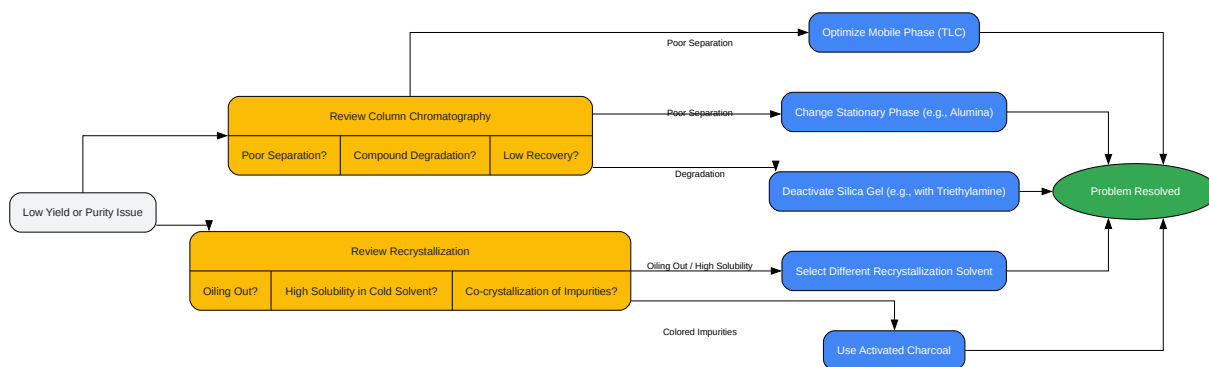 Optimize Mobile Phase (TLC)
Poor Separation
Review Column Chromatography
Poor Separation
Change Stationary Phase (e.g., Alumina)
Poor Separation?
Compound Degradation?
Low Recovery?
Degradation
Deactivate Silica Gel (e.g., with Triethylamine)
Problem Resolved
Low Yield or Purity Issue
Review Recrystallization
Oiling Out / High Solubility
Select Different Recrystallization Solvent
Oiling Out?
High Solubility in Cold Solvent?
Co-crystallization of Impurities?
Colored Impurities
Use Activated Charcoal